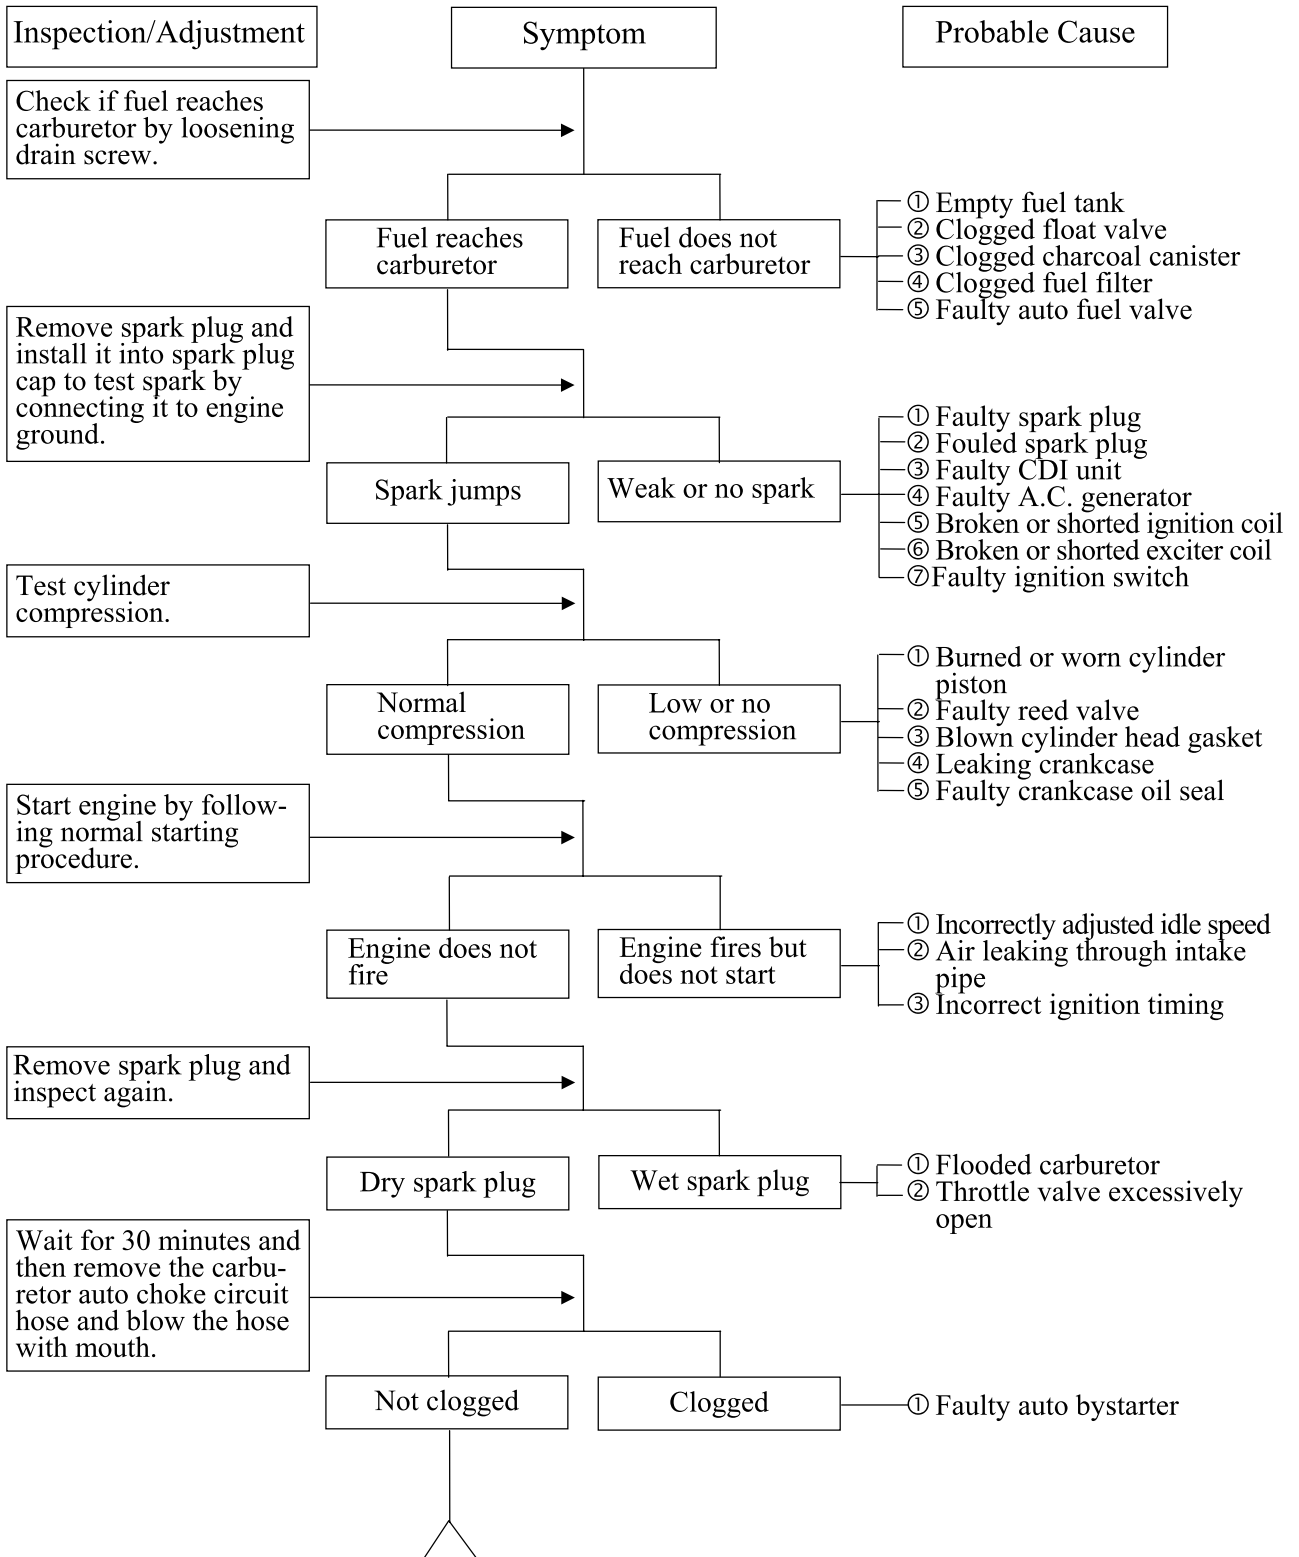 Inspection/Adjustment
Symptom
Probable Cause
Check if fuel reaches
carburetor by loosening
drain screw.
Fuel reaches
carburetor
Fuel does not
reach carburetor
① Empty fuel tank
② Clogged float valve
③ Clogged charcoal canister
④ Clogged fuel filter
⑤ Faulty auto fuel valve
Remove spark plug and
install it into spark plug
cap to test spark by
connecting it to engine
ground.
Spark jumps
Weak or no spark
① Faulty spark plug
② Fouled spark plug
③ Faulty CDI unit
④ Faulty A.C. generator
⑤ Broken or shorted ignition coil
⑥ Broken or shorted exciter coil
⑦Faulty ignition switch
Test cylinder
compression.
Normal
compression
Low or no
compression
① Burned or worn cylinder
piston
② Faulty reed valve
③ Blown cylinder head gasket
④ Leaking crankcase
⑤ Faulty crankcase oil seal
Start engine by follow-
ing normal starting
procedure.
Engine does not
fire
Engine fires but
does not start
① Incorrectly adjusted idle speed
② Air leaking through intake
pipe
③ Incorrect ignition timing
Remove spark plug and
inspect again.
Dry spark plug
Wet spark plug
① Flooded carburetor
② Throttle valve excessively
open
Wait for 30 minutes and
then remove the carbu-
retor auto choke circuit
hose and blow the hose
with mouth.
Not clogged
Clogged
① Faulty auto bystarter